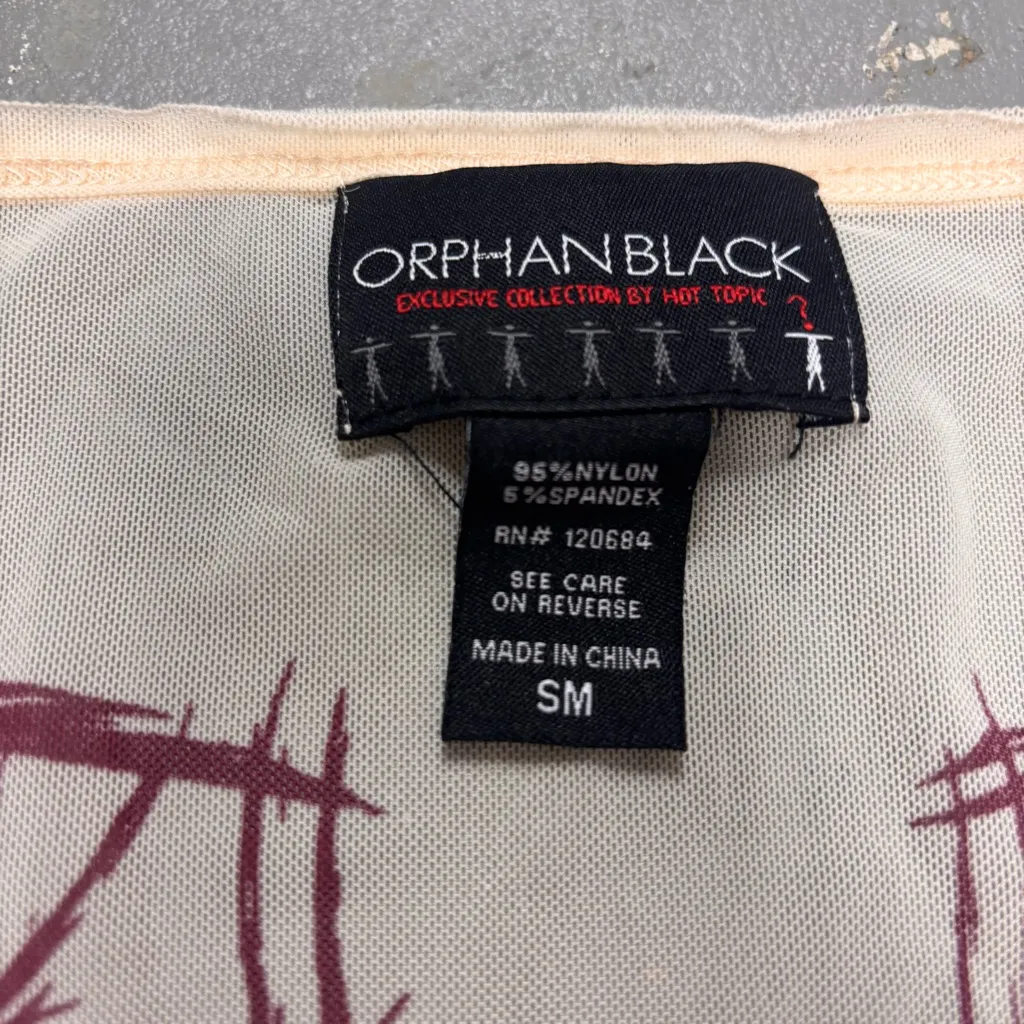 ORPHAN BLACK
EXCLUSIVE COLLECTION BY HOT TOPIC
?
95%NYLON
5%SPANDEX
RN# 120684
SEE CARE
ON REVERSE
MADE IN CHINA
SM